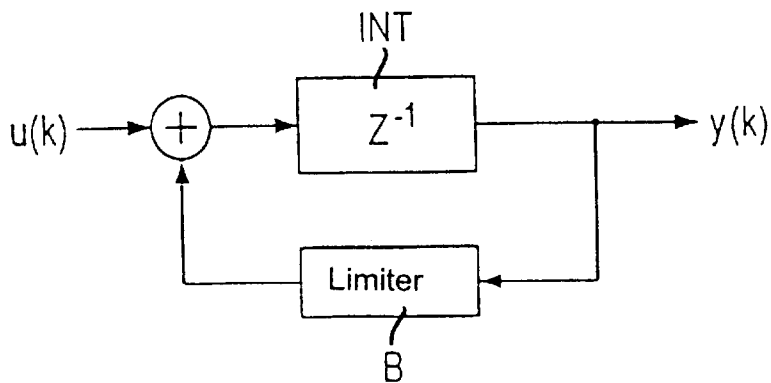 INT
u(k)
+
Z⁻¹
y(k)
Limiter
B